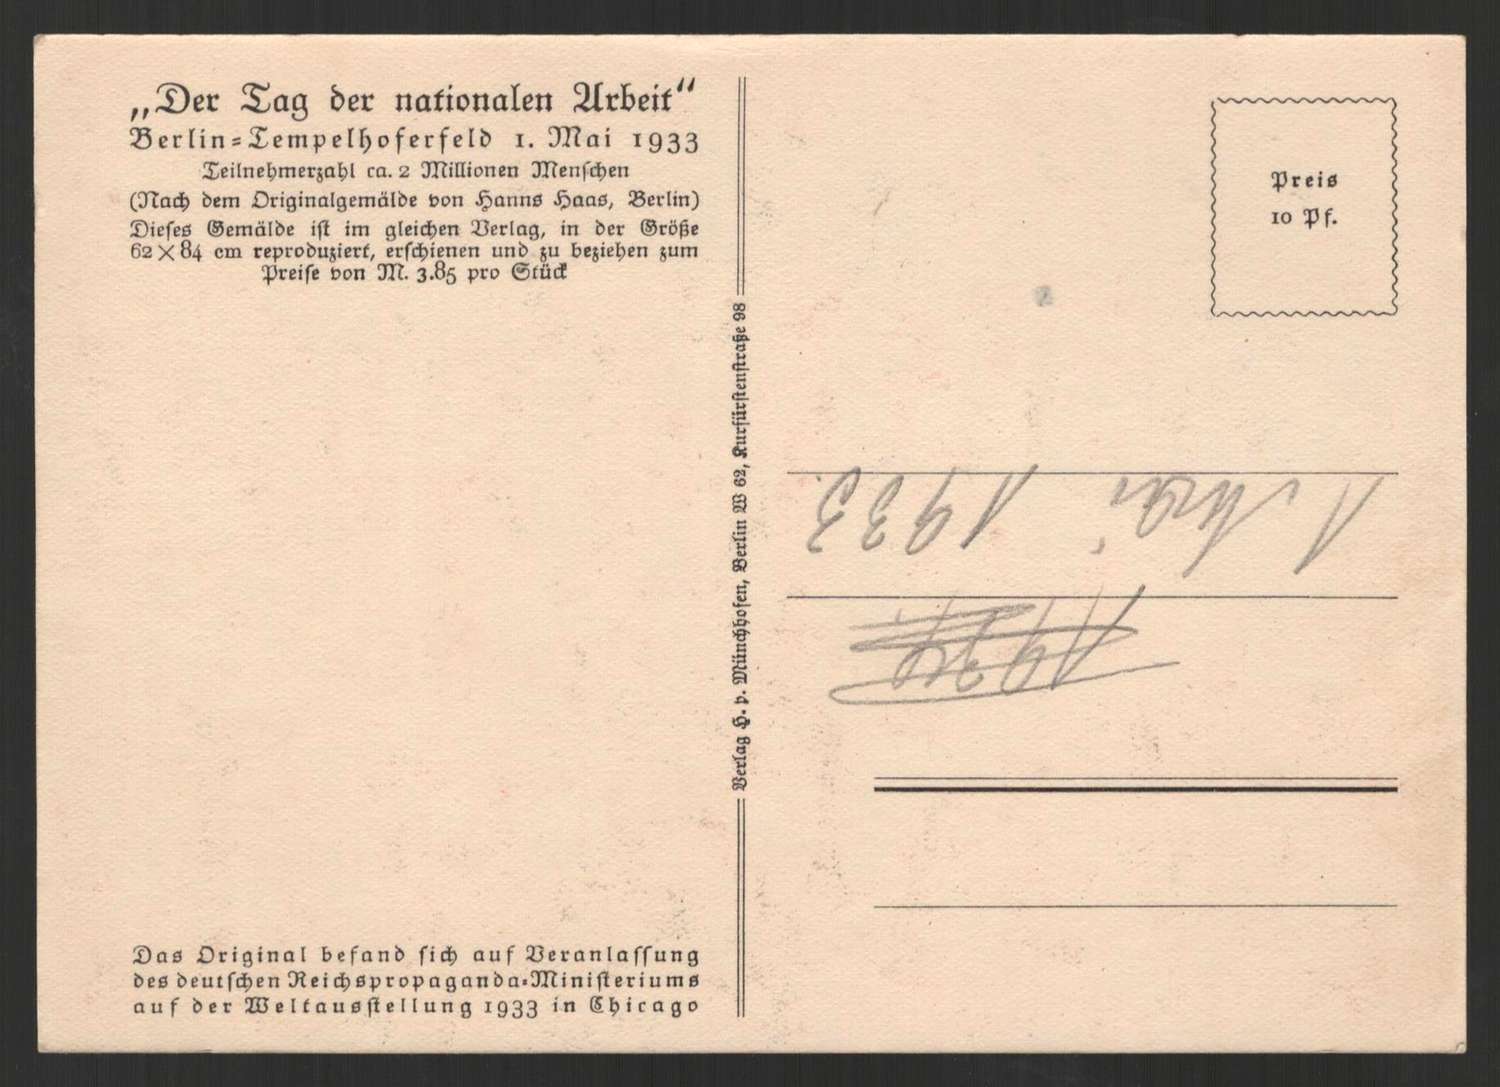 „Der Tag der nationalen Arbeit“
Berlin=Tempelhoferfeld 1. Mai 1933
Teilnehmerzahl ca. 2 Millionen Menschen
(Nach dem Originalgemälde von Hanns Haas, Berlin)
Dieses Gemälde ist im gleichen Verlag, in der Größe
62×84 cm reproduziert, erschienen und zu beziehen zum
Preise von M. 3.85 pro Stück
Das Original befand sich auf Veranlassung
des deutschen Reichspropaganda=Ministeriums
auf der Weltausstellung 1933 in Chicago
Verlag H. v. Münchhofen, Berlin W 62, Kurfürstenstraße 98
Preis
10 Pf.
1. Mai 1933.